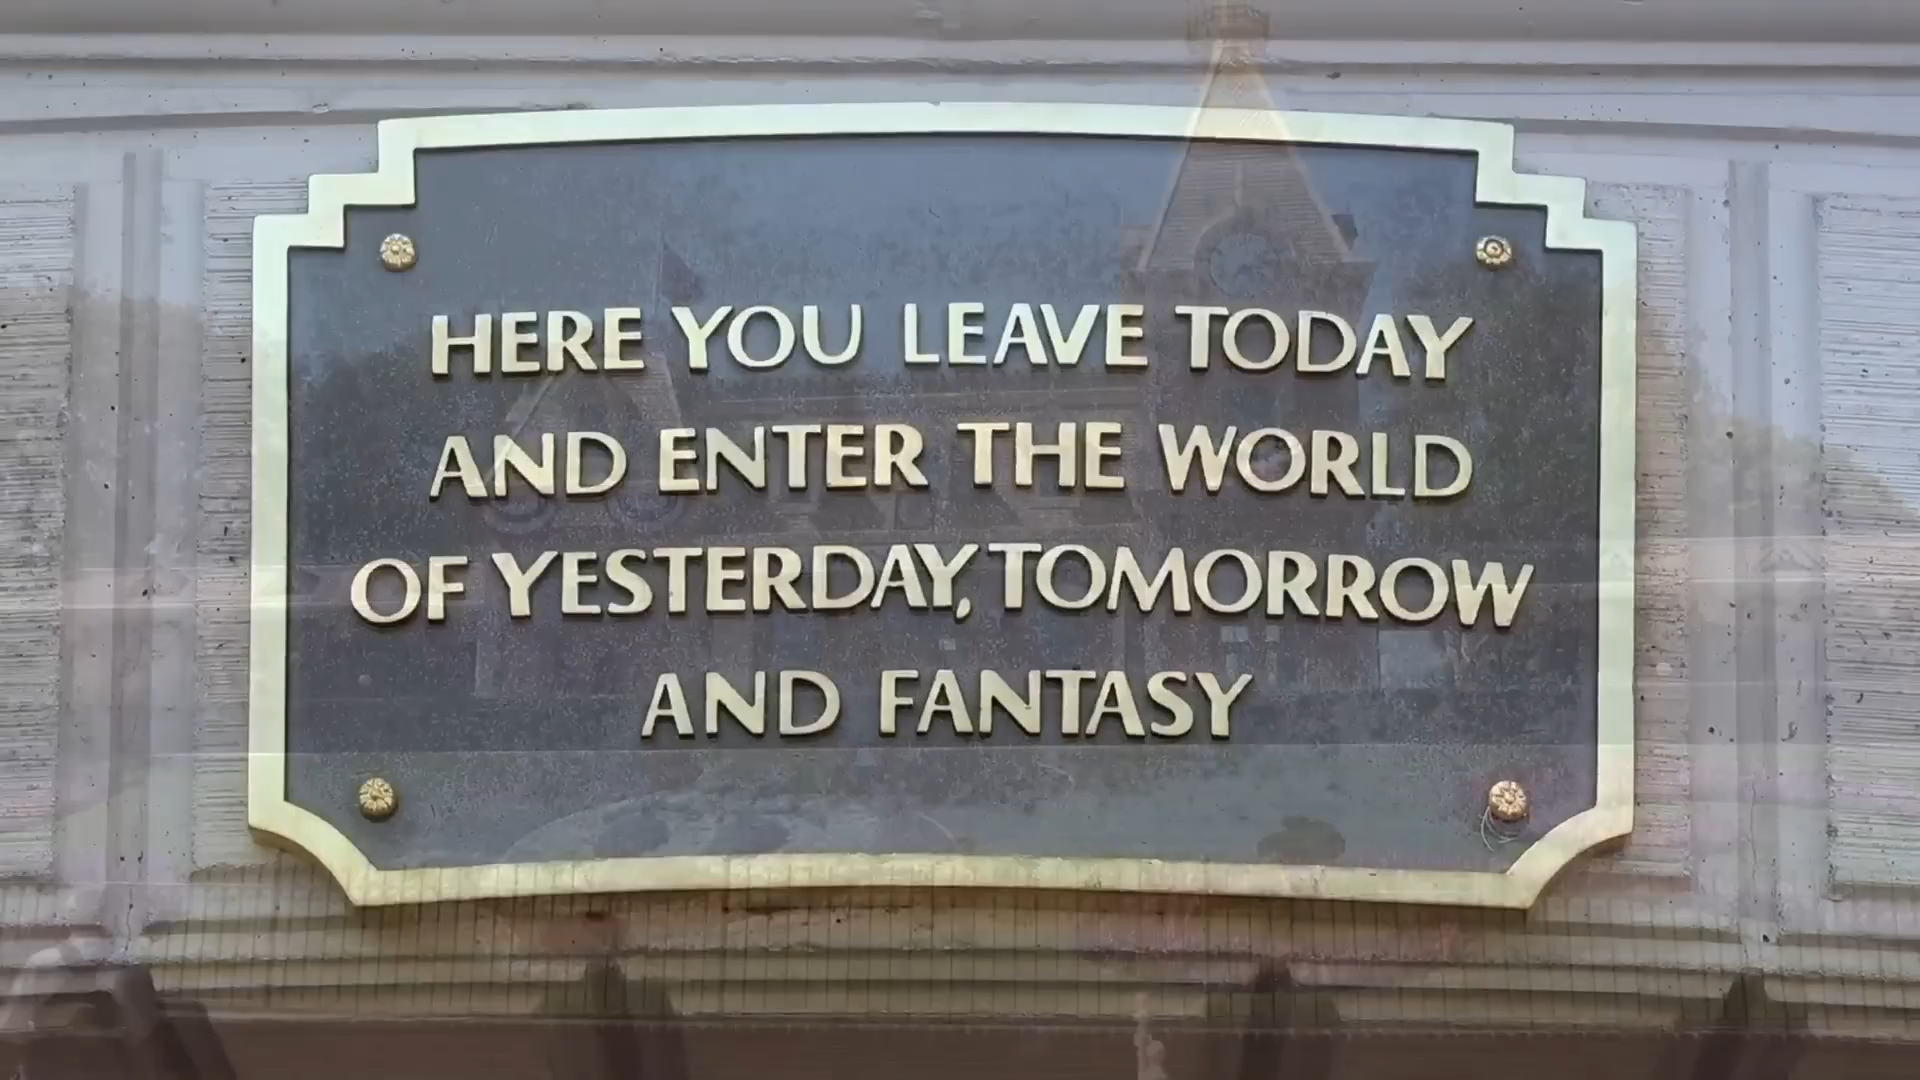 HERE YOU LEAVE TODAY
AND ENTER THE WORLD
OF YESTERDAY, TOMORROW
AND FANTASY